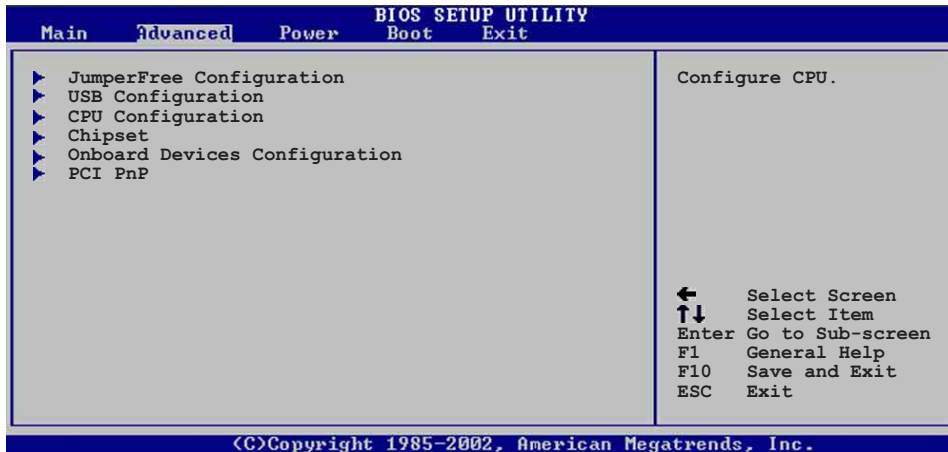 BIOS SETUP UTILITY
Main Advanced Power Boot Exit
JumperFree Configuration
USB Configuration
CPU Configuration
Chipset
Onboard Devices Configuration
PCI PnP
Configure CPU.
← Select Screen
↑↓ Select Item
Enter Go to Sub-screen
F1 General Help
F10 Save and Exit
ESC Exit
(C)Copyright 1985-2002, American Megatrends, Inc.